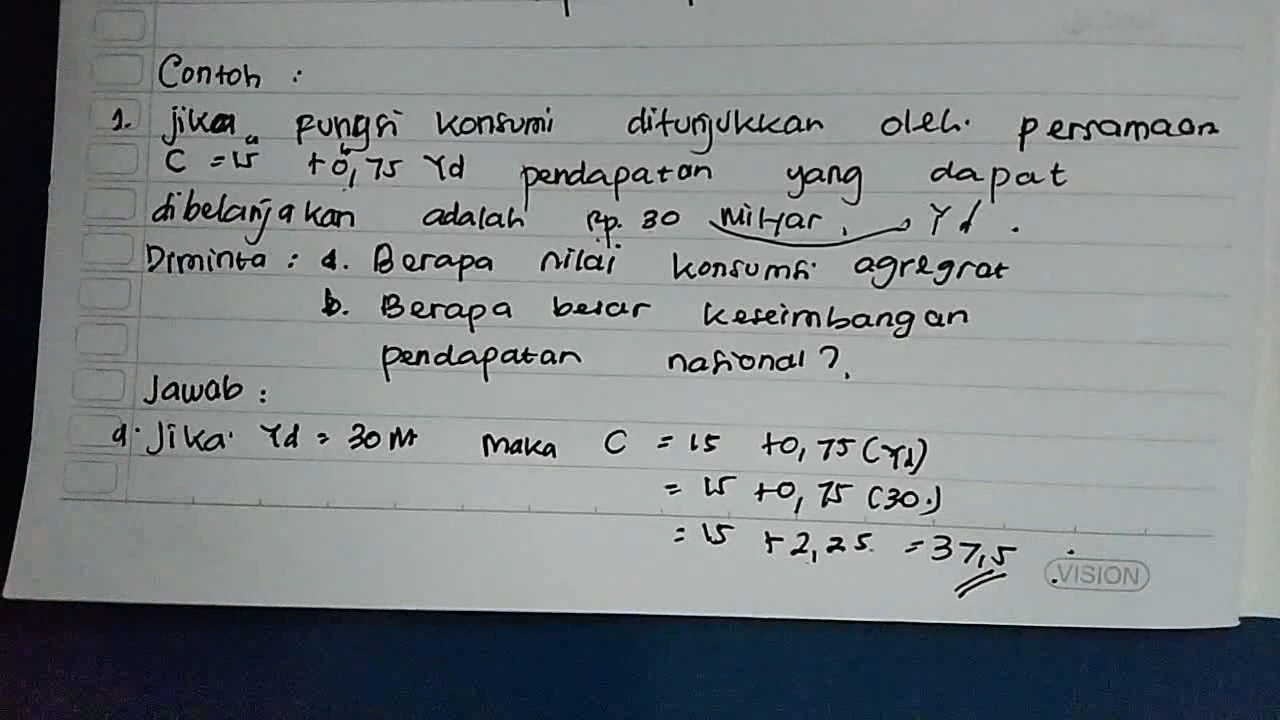 Contoh :
1. Jika fungsi konsumi ditunjukkan oleh persamaan
C = 15 + 0,75 Yd pendapatan yang dapat
dibelanjakan adalah Rp. 30 Miliar. Yd.
Diminta : a. Berapa nilai konsumsi agregrat
b. Berapa besar keseimbangan
pendapatan nasional?.
Jawab :
a. Jika Yd = 30 M maka C = 15 + 0,75 (Yd)
= 15 + 0,75 (30.)
= 15 + 2,25. = 37,5
VISION